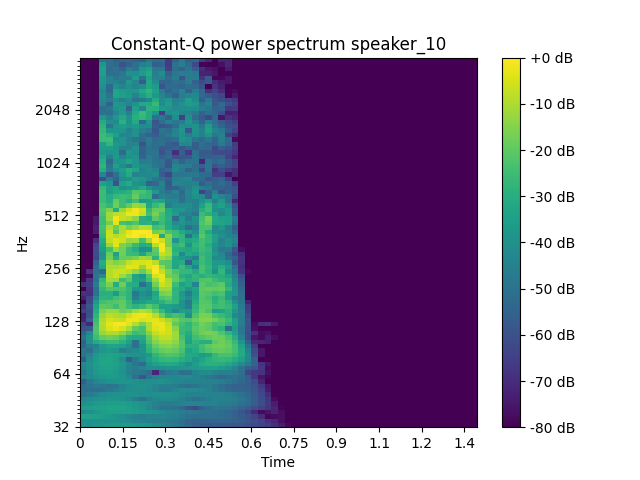 Constant-Q power spectrum speaker_10
Hz
2048
1024
512
256
128
64
32
0 0.15 0.3 0.45 0.6 0.75 0.9 1.1 1.2 1.4
Time
+0 dB
-10 dB
-20 dB
-30 dB
-40 dB
-50 dB
-60 dB
-70 dB
-80 dB